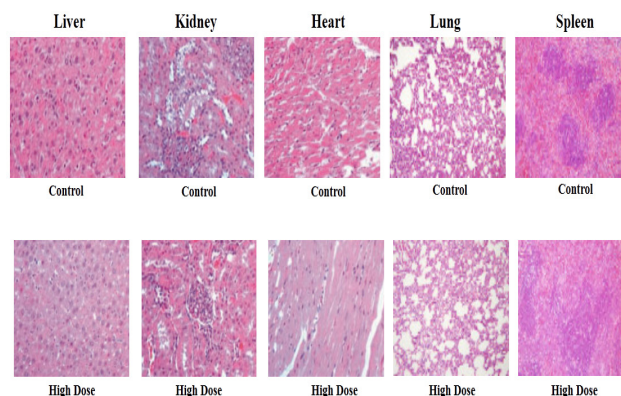 Liver Kidney Heart Lung Spleen
Control Control Control Control Control
High Dose High Dose High Dose High Dose High Dose